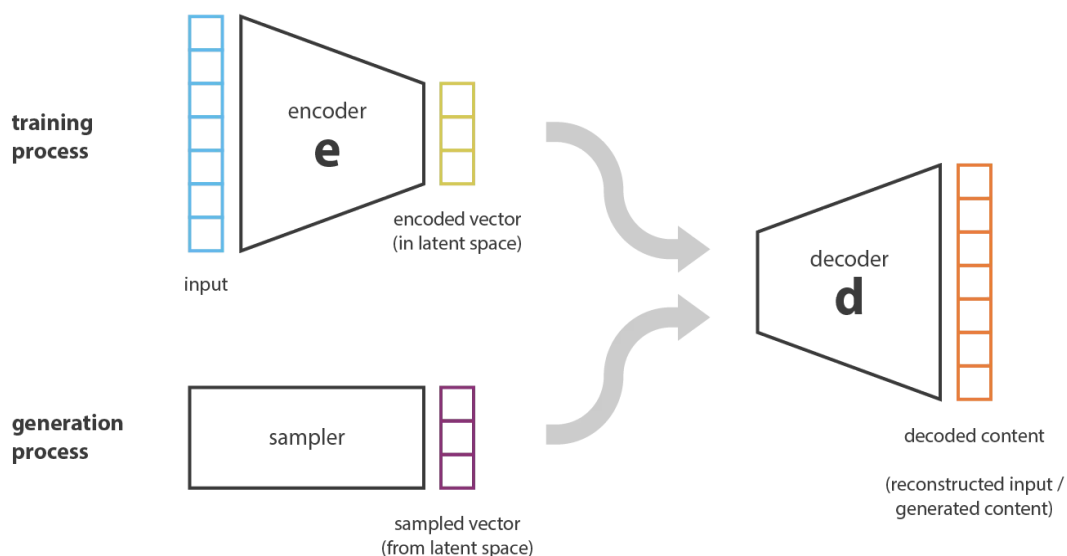 training
process
encoder
e
encoded vector
(in latent space)
input
decoder
d
generation
process
sampler
sampled vector
(from latent space)
decoded content
(reconstructed input /
generated content)